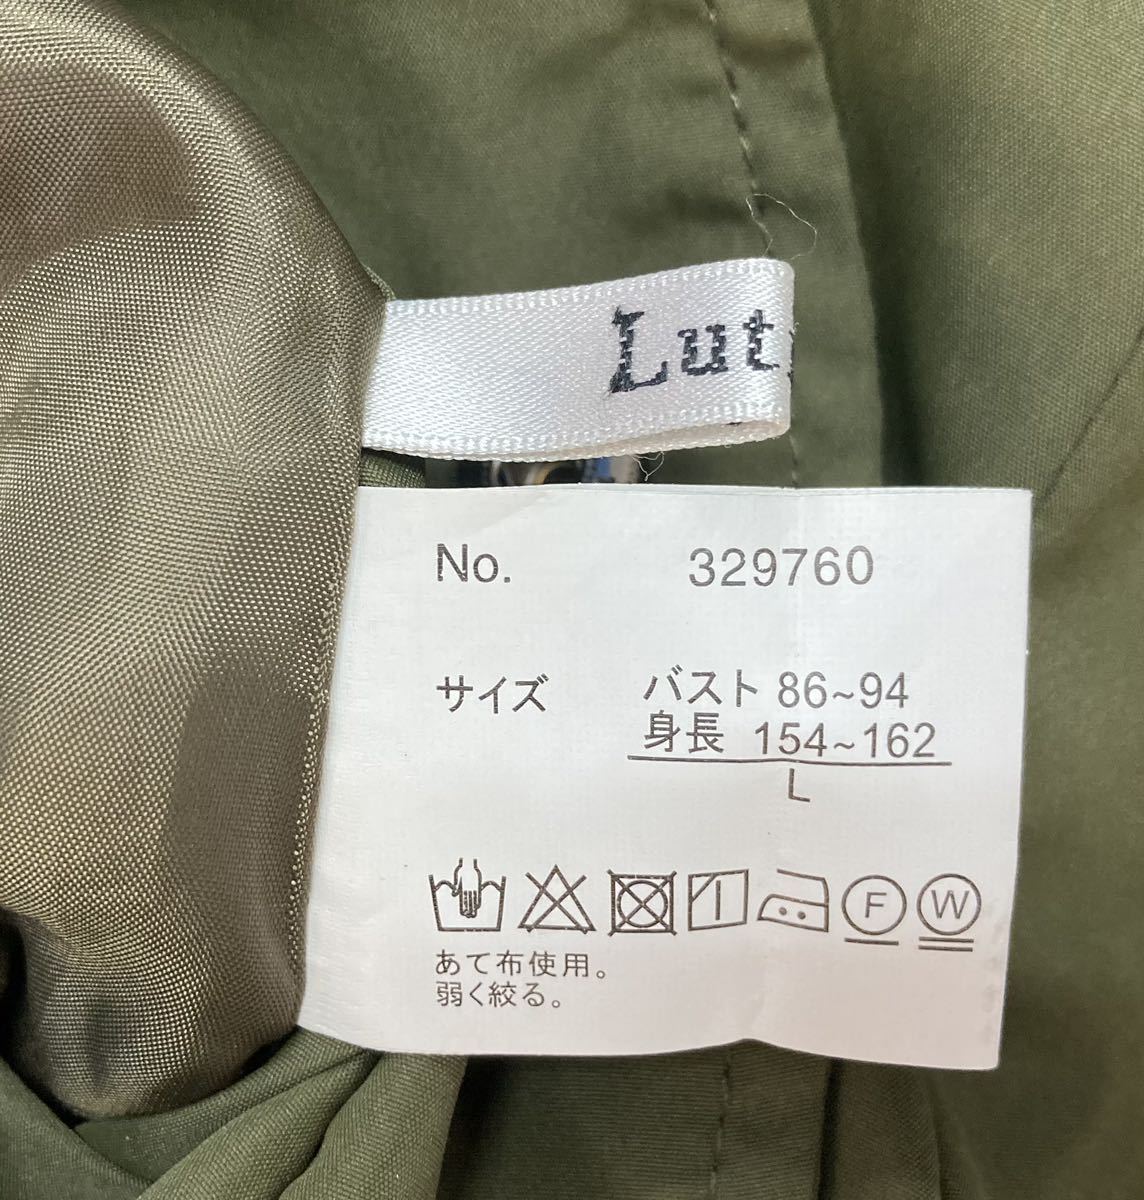 Lut
No. 329760
サイズ バスト 86~94
身長 154~162
L
F W
あて布使用。
弱く絞る。